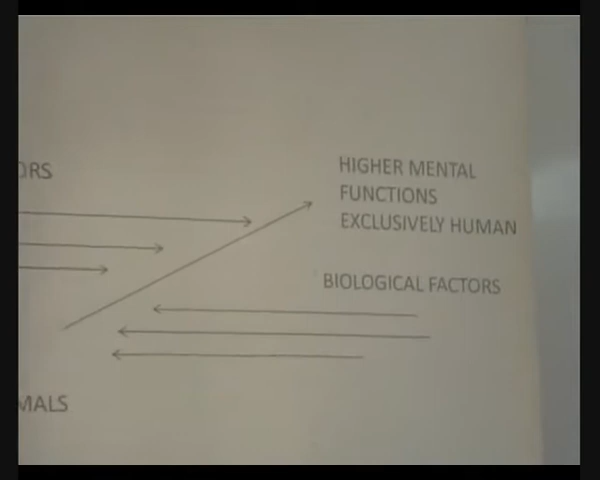 ORS
HIGHER MENTAL
FUNCTIONS
EXCLUSIVELY HUMAN
BIOLOGICAL FACTORS
MALS